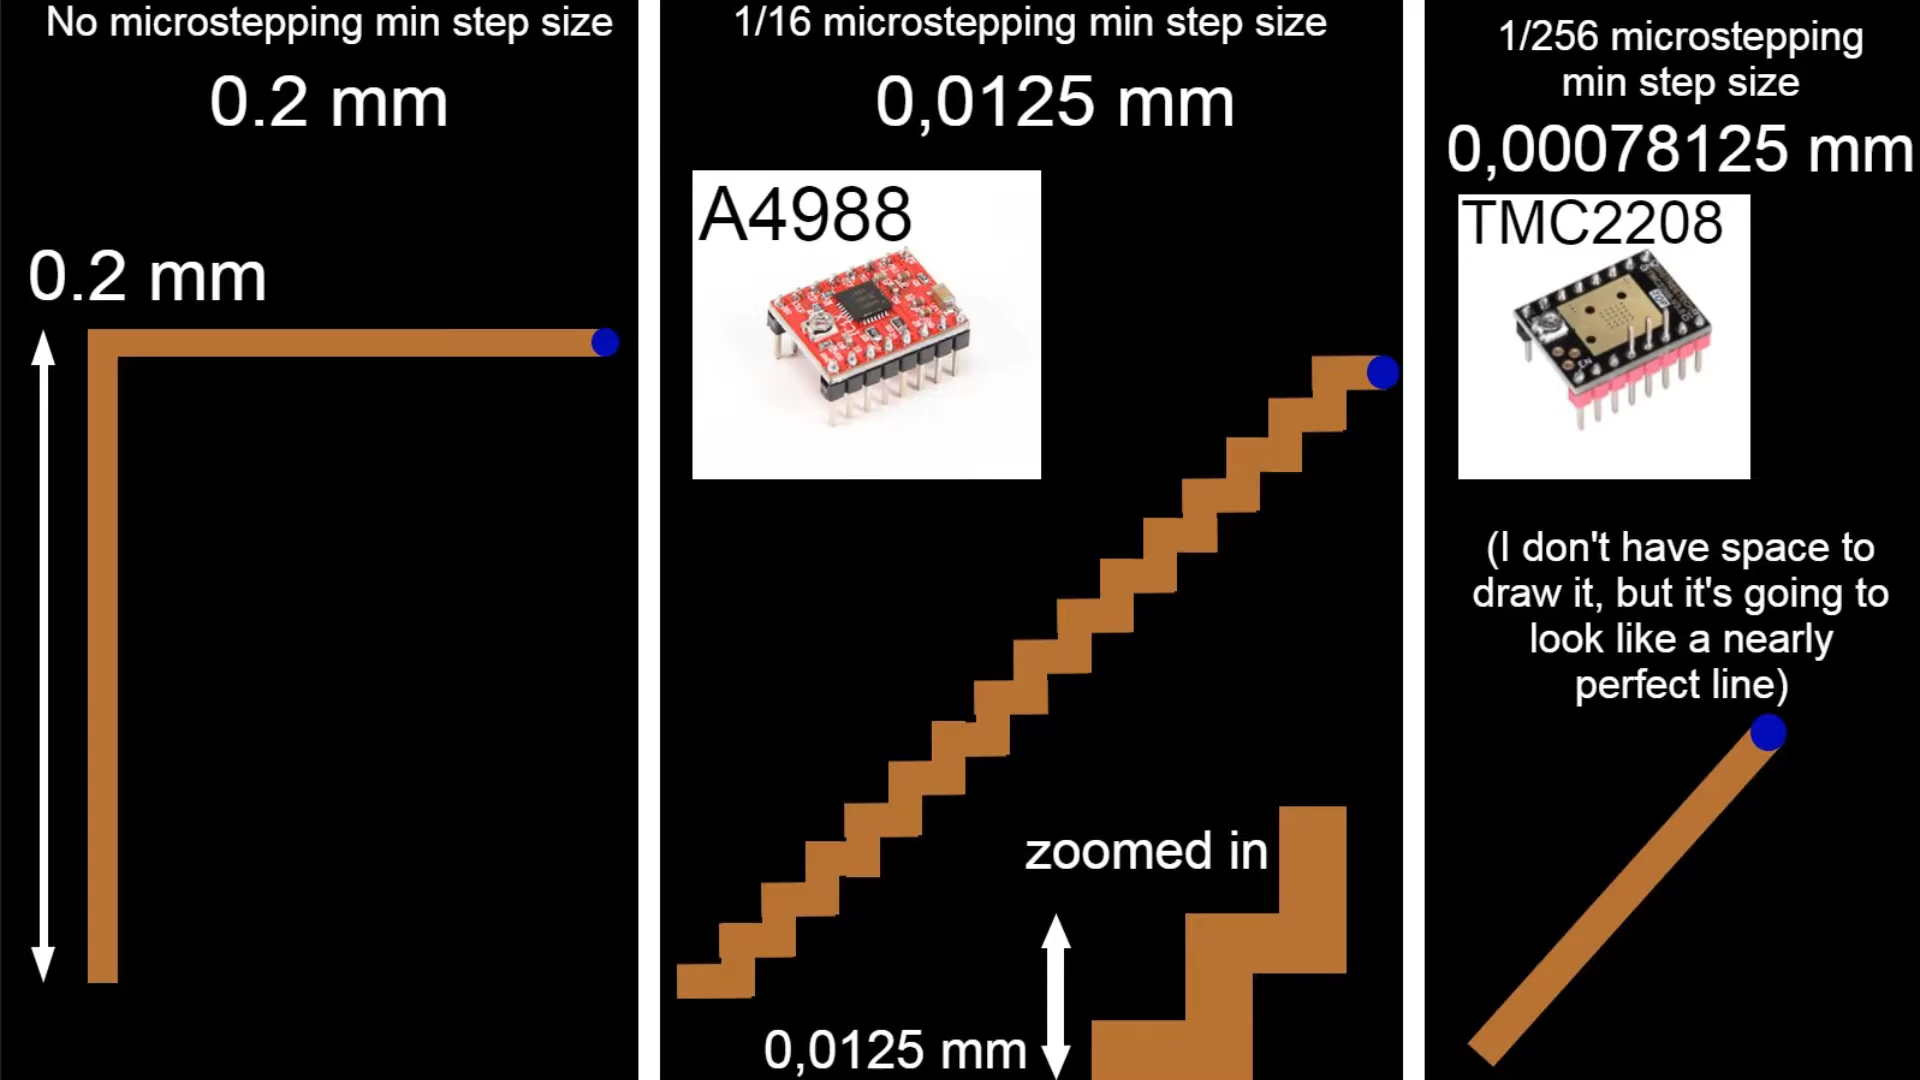 No microstepping min step size
0.2 mm
0.2 mm
1/16 microstepping min step size
0,0125 mm
A4988
zoomed in
0,0125 mm
1/256 microstepping
min step size
0,00078125 mm
TMC2208
(I don't have space to
draw it, but it's going to
look like a nearly
perfect line)